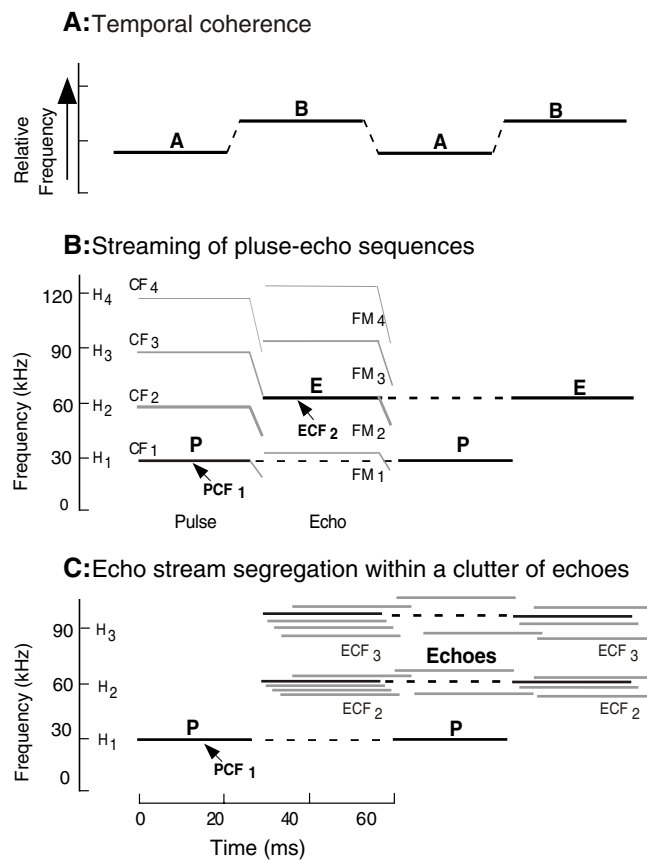 A: Temporal coherence
Relative Frequency
A
B
A
B
B: Streaming of pluse-echo sequences
Frequency (kHz)
120
90
60
30
0
H4
H3
H2
H1
CF4
CF3
CF2
CF1
FM4
FM3
FM2
FM1
P
PCF1
E
ECF2
E
P
Pulse
Echo
C: Echo stream segregation within a clutter of echoes
Frequency (kHz)
90
60
30
0
H3
H2
H1
ECF3
Echoes
ECF3
ECF2
ECF2
P
PCF1
P
0
20
40
60
Time (ms)